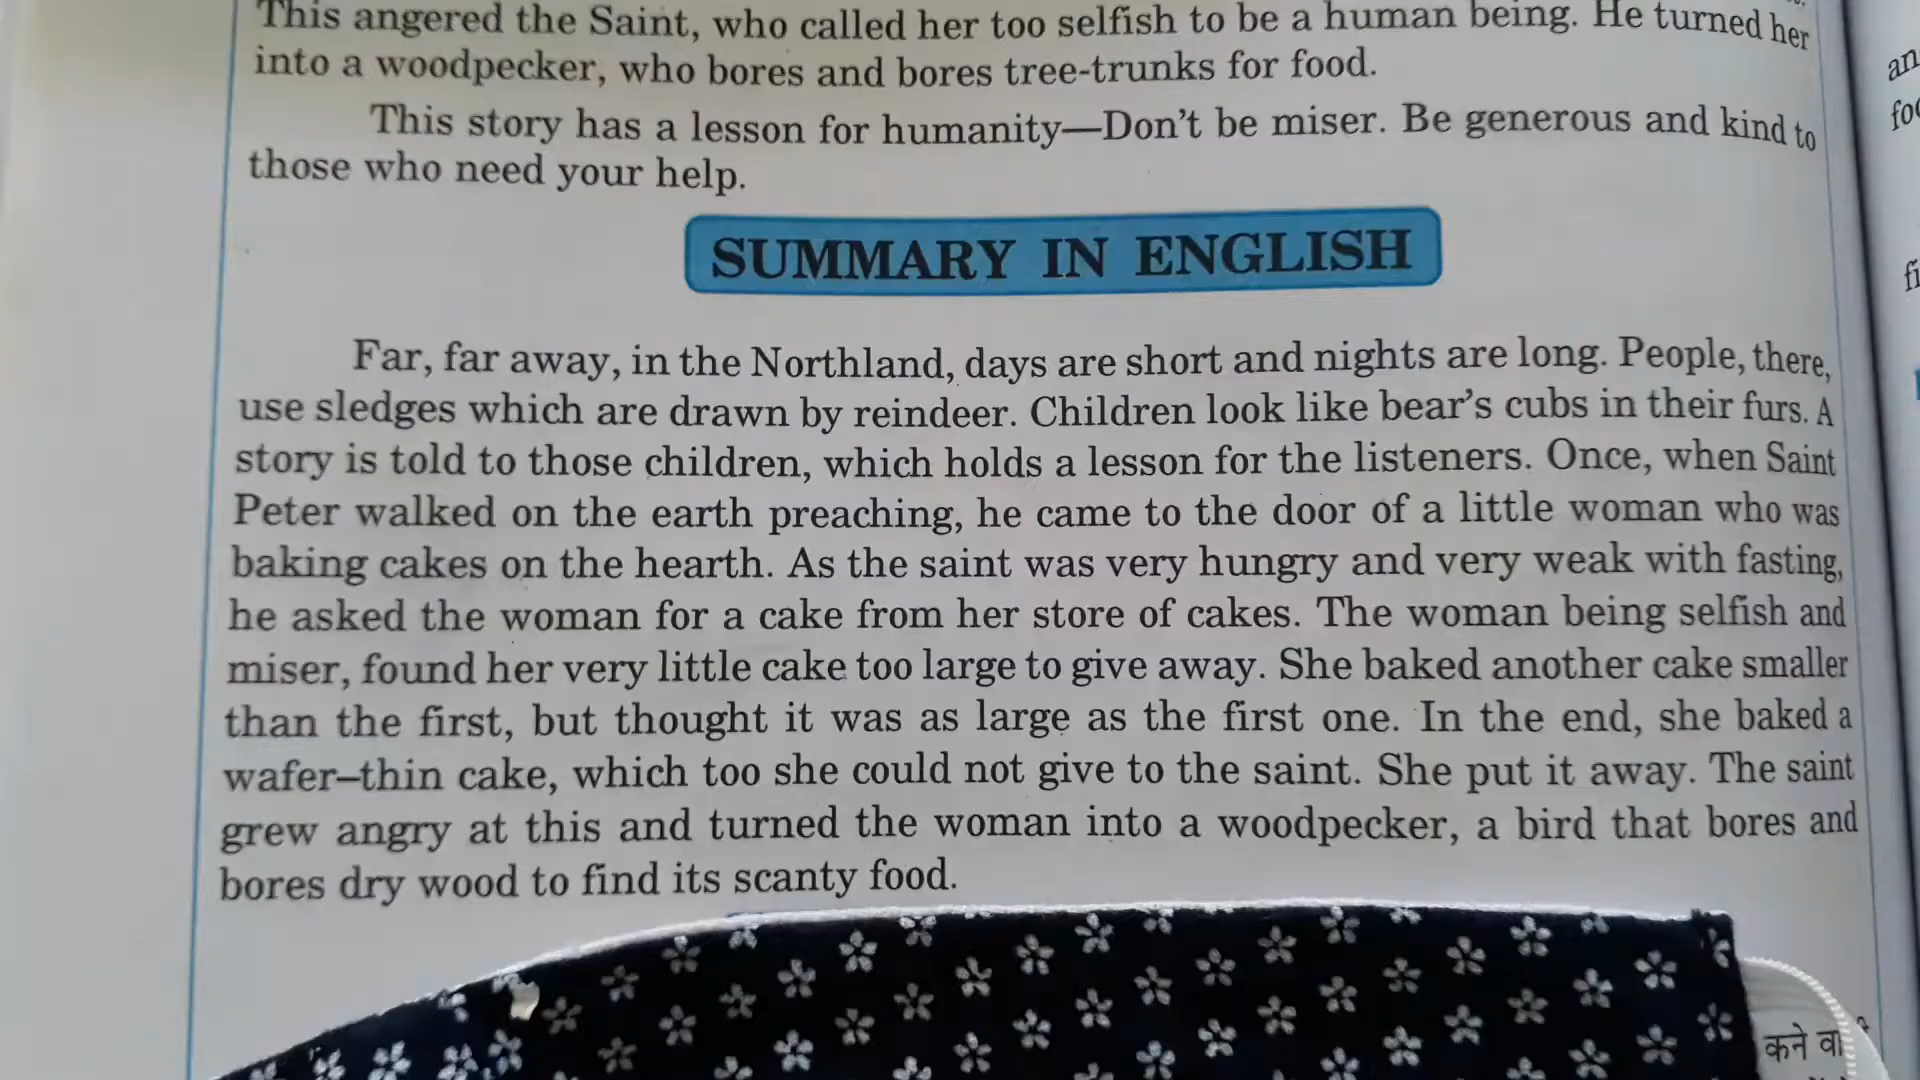 This angered the Saint, who called her too selfish to be a human being. He turned her
into a woodpecker, who bores and bores tree-trunks for food.
This story has a lesson for humanity—Don't be miser. Be generous and kind to
those who need your help.
SUMMARY IN ENGLISH
Far, far away, in the Northland, days are short and nights are long. People, there,
use sledges which are drawn by reindeer. Children look like bear's cubs in their furs. A
story is told to those children, which holds a lesson for the listeners. Once, when Saint
Peter walked on the earth preaching, he came to the door of a little woman who was
baking cakes on the hearth. As the saint was very hungry and very weak with fasting,
he asked the woman for a cake from her store of cakes. The woman being selfish and
miser, found her very little cake too large to give away. She baked another cake smaller
than the first, but thought it was as large as the first one. In the end, she baked a
wafer–thin cake, which too she could not give to the saint. She put it away. The saint
grew angry at this and turned the woman into a woodpecker, a bird that bores and
bores dry wood to find its scanty food.
कने वा